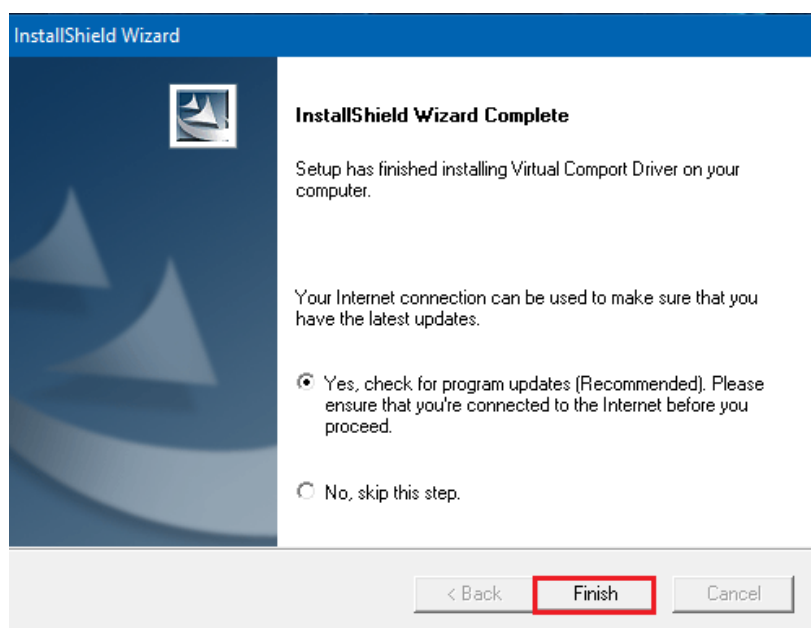 InstallShield Wizard
InstallShield Wizard Complete
Setup has finished installing Virtual Comport Driver on your
computer.
Your Internet connection can be used to make sure that you
have the latest updates.
Yes, check for program updates (Recommended). Please
ensure that you're connected to the Internet before you
proceed.
No, skip this step.
< Back Finish Cancel